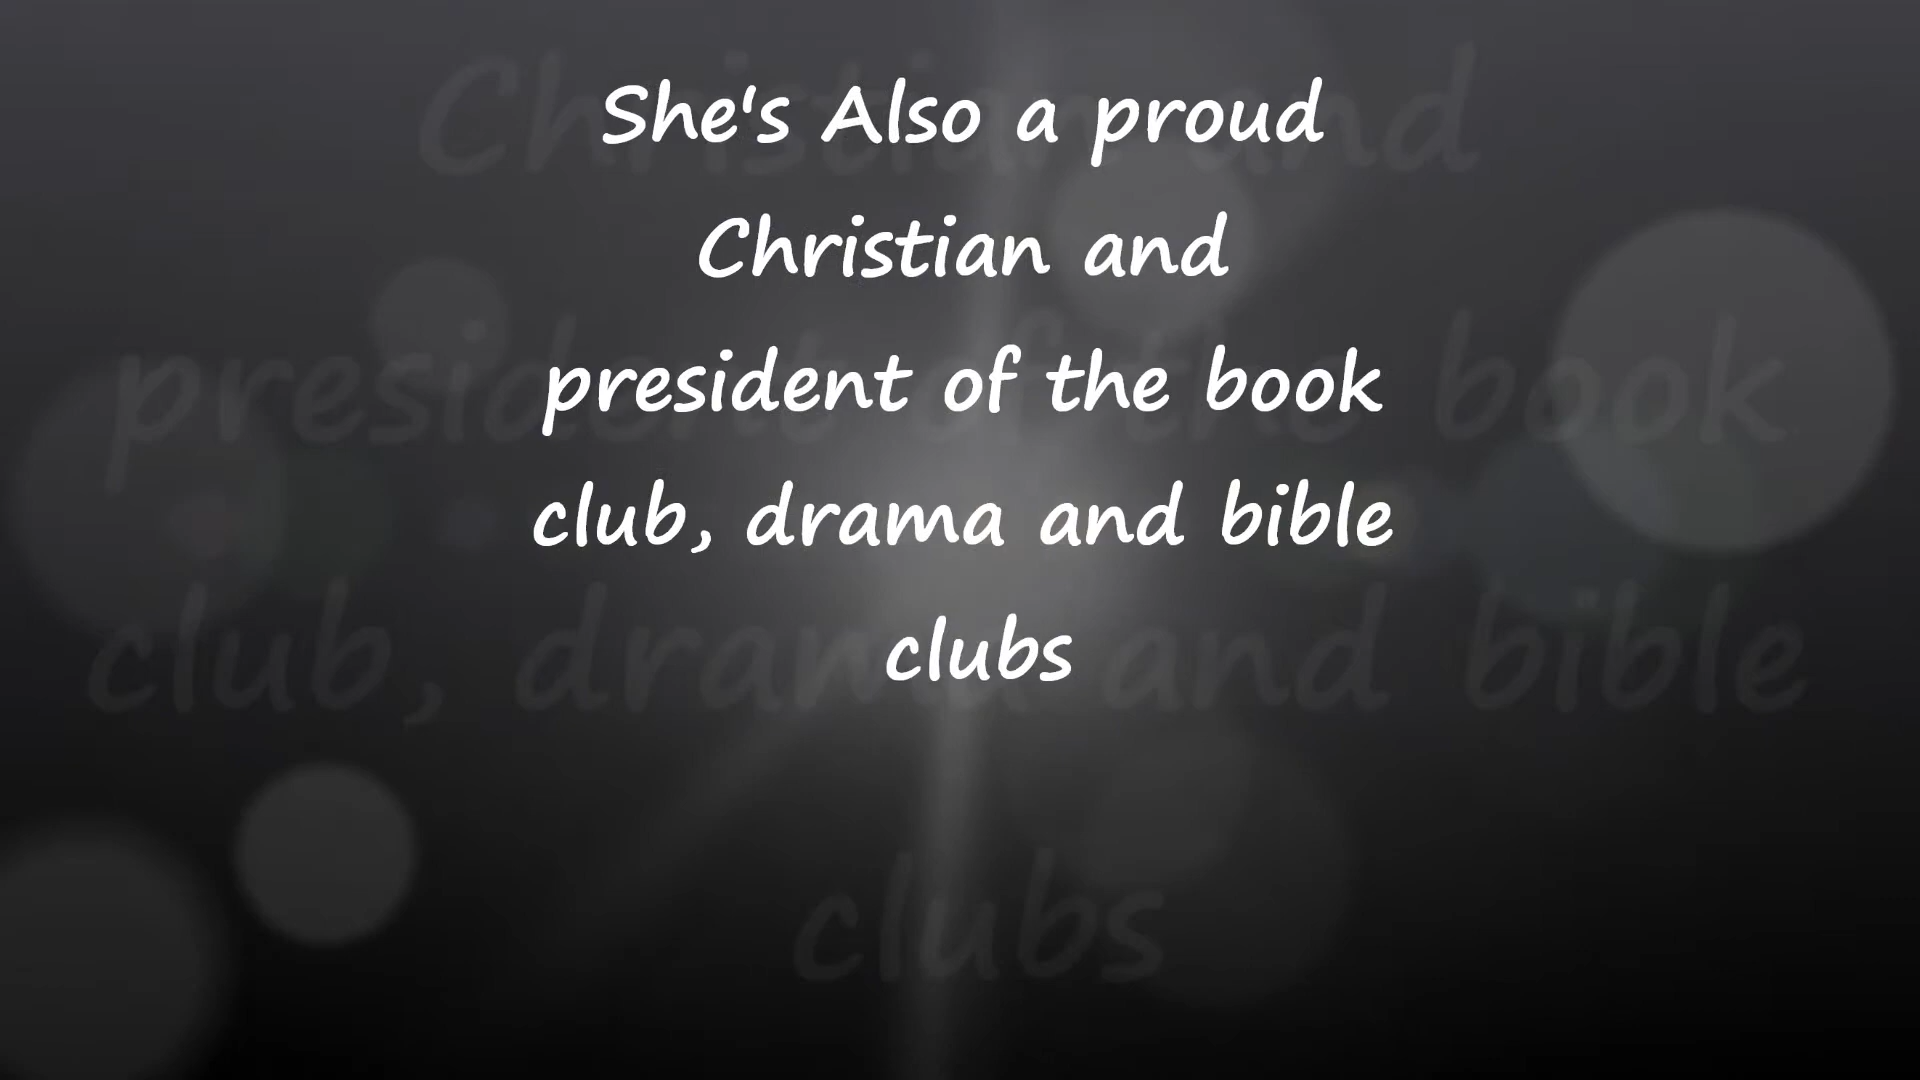 She's Also a proud
Christian and
president of the book
club, drama and bible
clubs